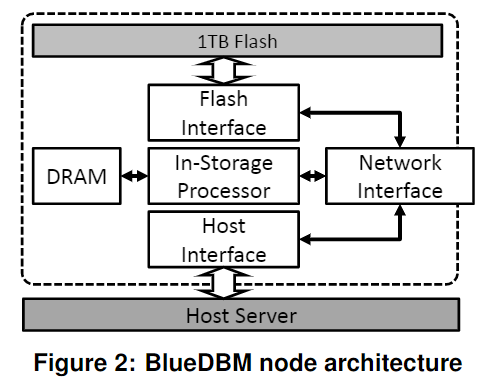 1TB Flash
Flash
Interface
DRAM
In-Storage
Processor
Network
Interface
Host
Interface
Host Server
Figure 2: BlueDBM node architecture